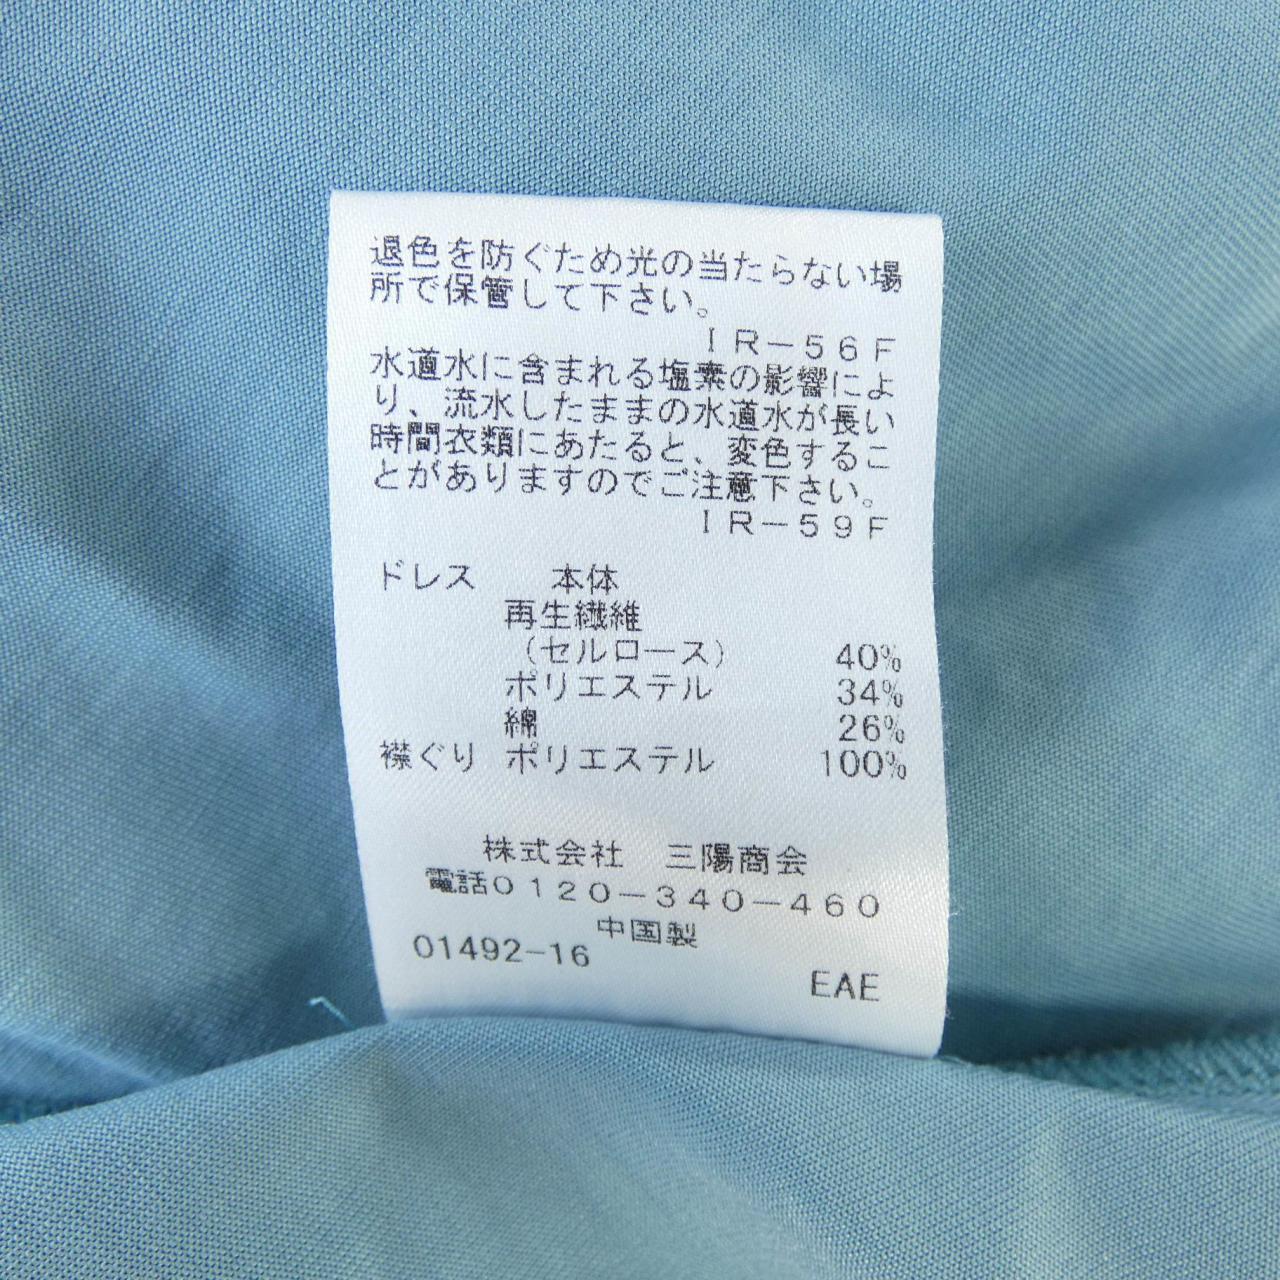 退色を防ぐため光の当たらない場
所で保管して下さい。
ＩＲ－５６Ｆ
水道水に含まれる塩素の影響によ
り、流水したままの水道水が長い
時間衣類にあたると、変色するこ
とがありますのでご注意下さい。
ＩＲ－５９Ｆ
ドレス 本体
再生繊維
（セルロース） 40%
ポリエステル 34%
綿 26%
襟ぐり ポリエステル 100%
株式会社 三陽商会
電話０１２０－３４０－４６０
中国製
01492-16
EAE